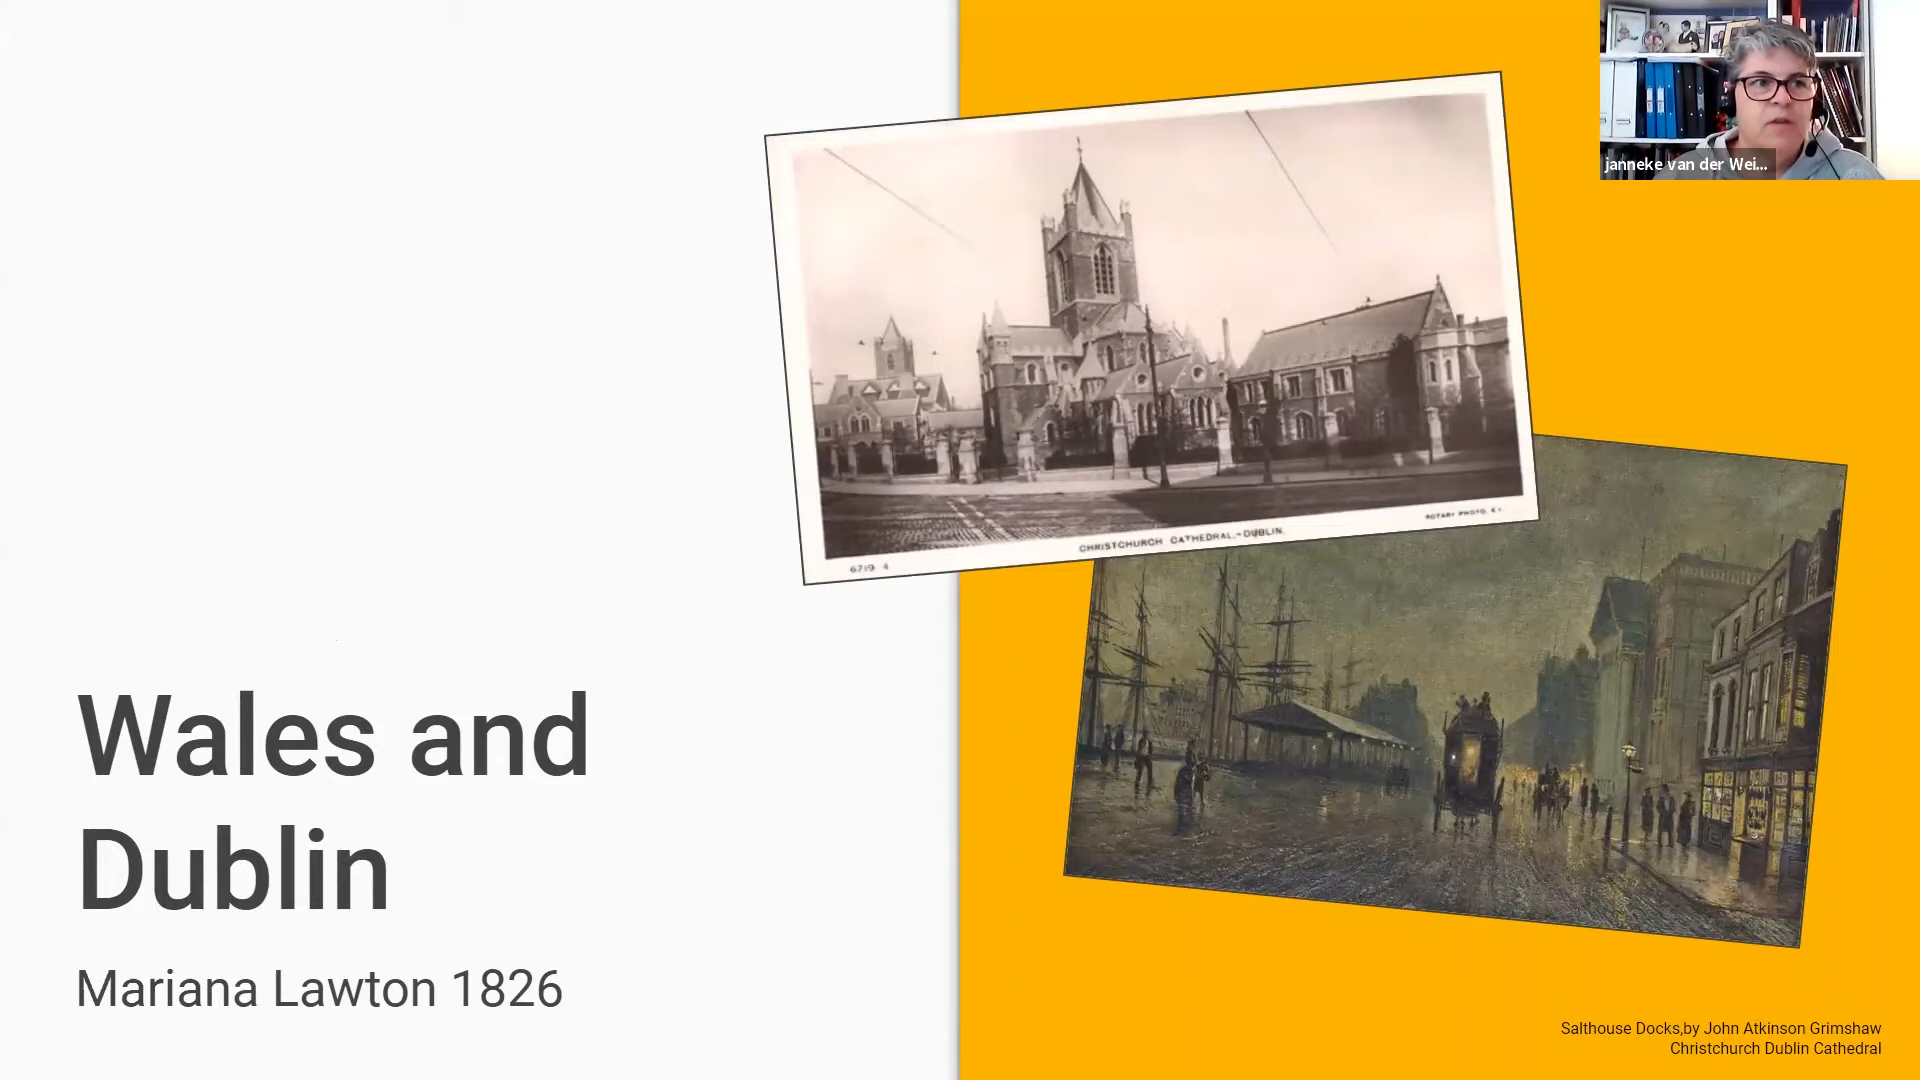 janneke van der Wei...
CHRISTCHURCH CATHEDRAL.-DUBLIN.
ROTARY PHOTO, E.C.
6719 4
Wales and
Dublin
Mariana Lawton 1826
Salthouse Docks,by John Atkinson Grimshaw
Christchurch Dublin Cathedral